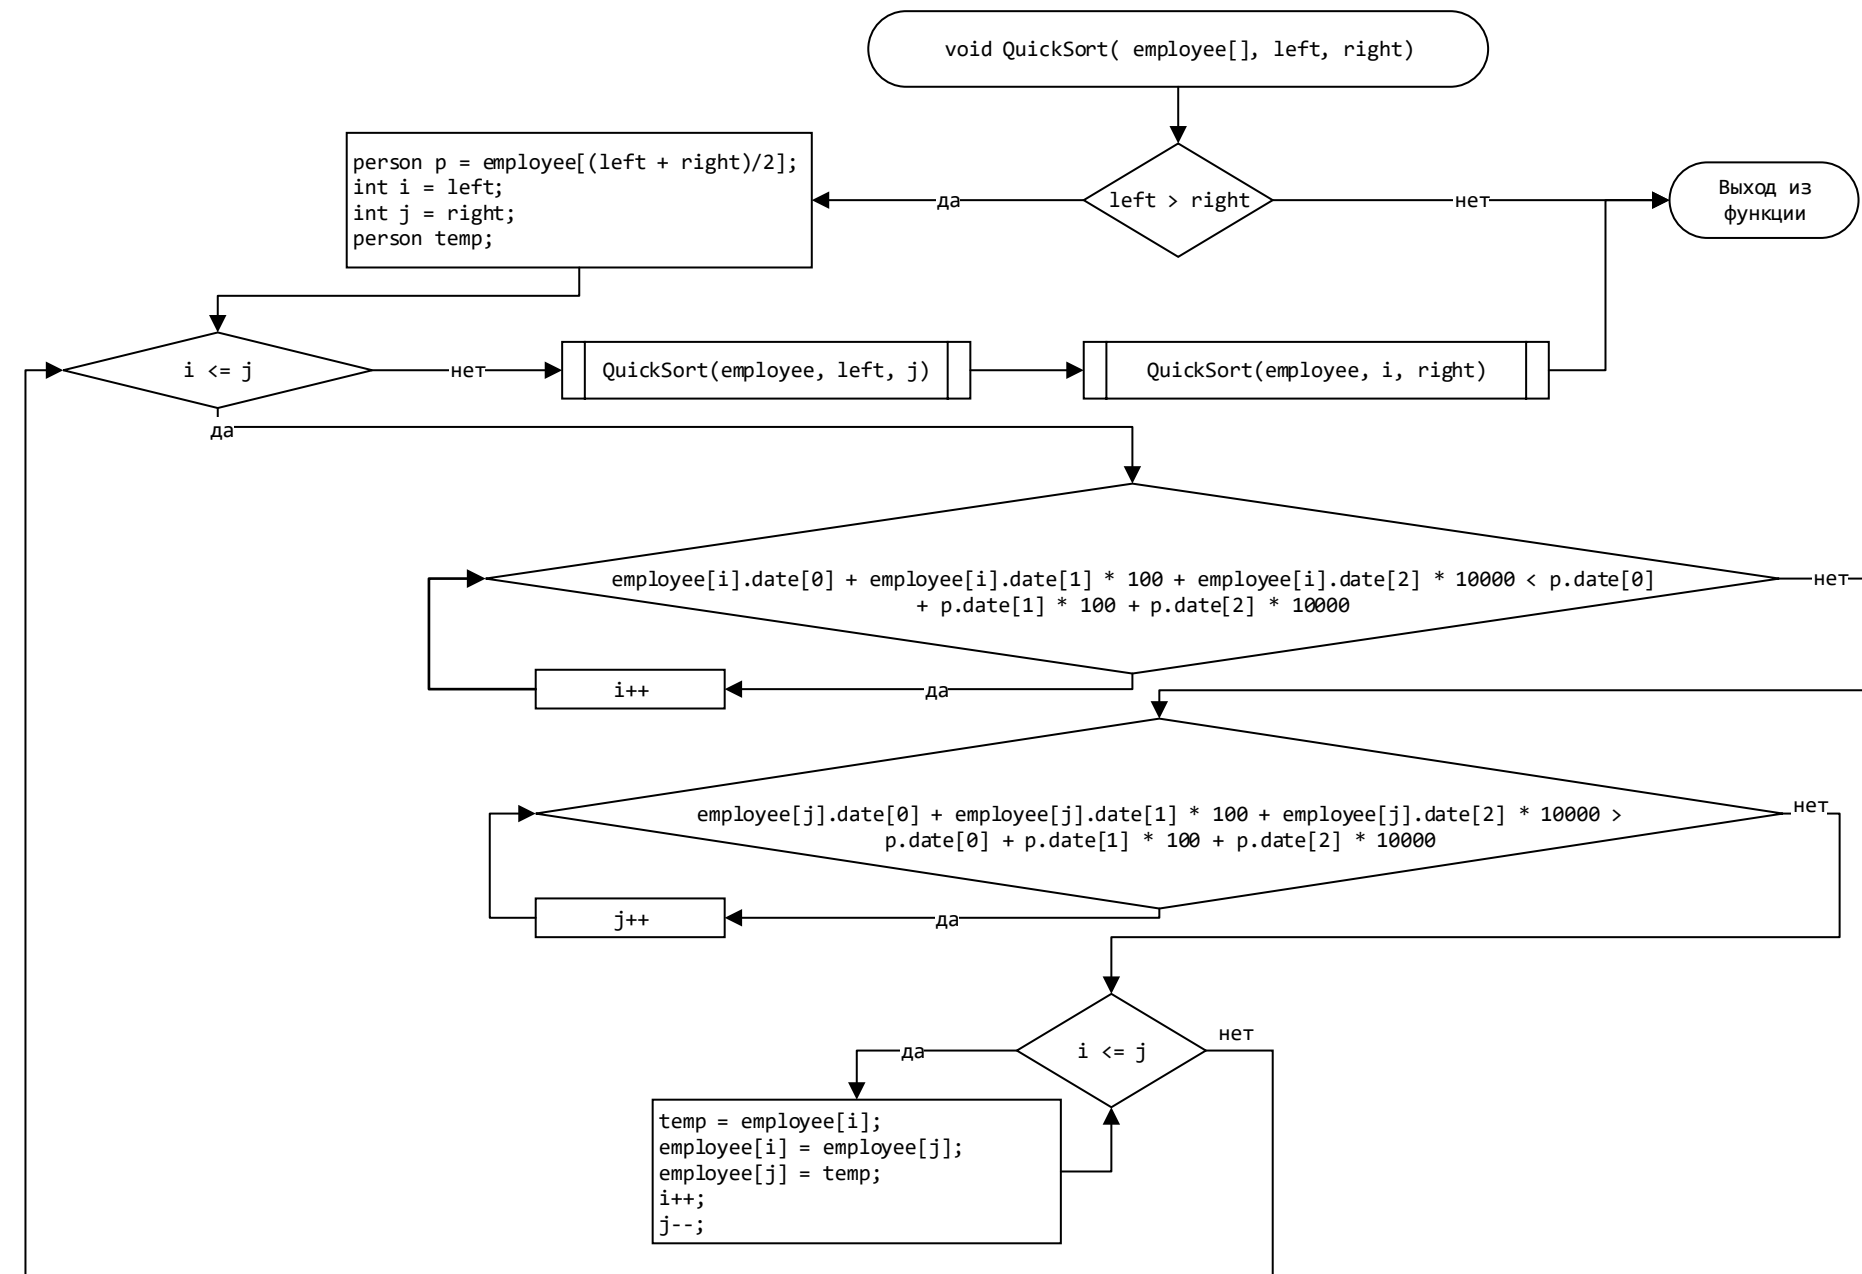 void QuickSort( employee[], left, right)
person p = employee[(left + right)/2];
int i = left;
int j = right;
person temp;
да
left > right
нет
Выход из
функции
i <= j
нет
QuickSort(employee, left, j)
QuickSort(employee, i, right)
да
employee[i].date[0] + employee[i].date[1] * 100 + employee[i].date[2] * 10000 < p.date[0]
+ p.date[1] * 100 + p.date[2] * 10000
нет
i++
да
employee[j].date[0] + employee[j].date[1] * 100 + employee[j].date[2] * 10000 >
p.date[0] + p.date[1] * 100 + p.date[2] * 10000
нет
j++
да
да
i <= j
нет
temp = employee[i];
employee[i] = employee[j];
employee[j] = temp;
i++;
j--;